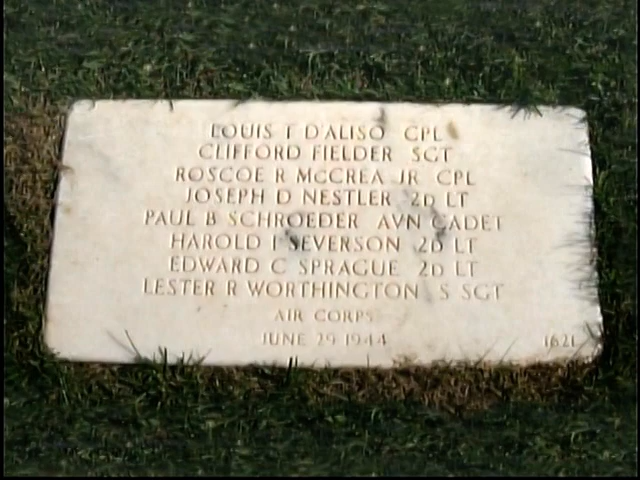 LOUIS T D'ALISO CPL
CLIFFORD FIELDER SGT
ROSCOE R McCREA JR CPL
JOSEPH D NESTLER 2D LT
PAUL B SCHROEDER AVN CADET
HAROLD I SEVERSON 2D LT
EDWARD C SPRAGUE 2D LT
LESTER R WORTHINGTON S SGT
AIR CORPS
JUNE 29 1944
1621